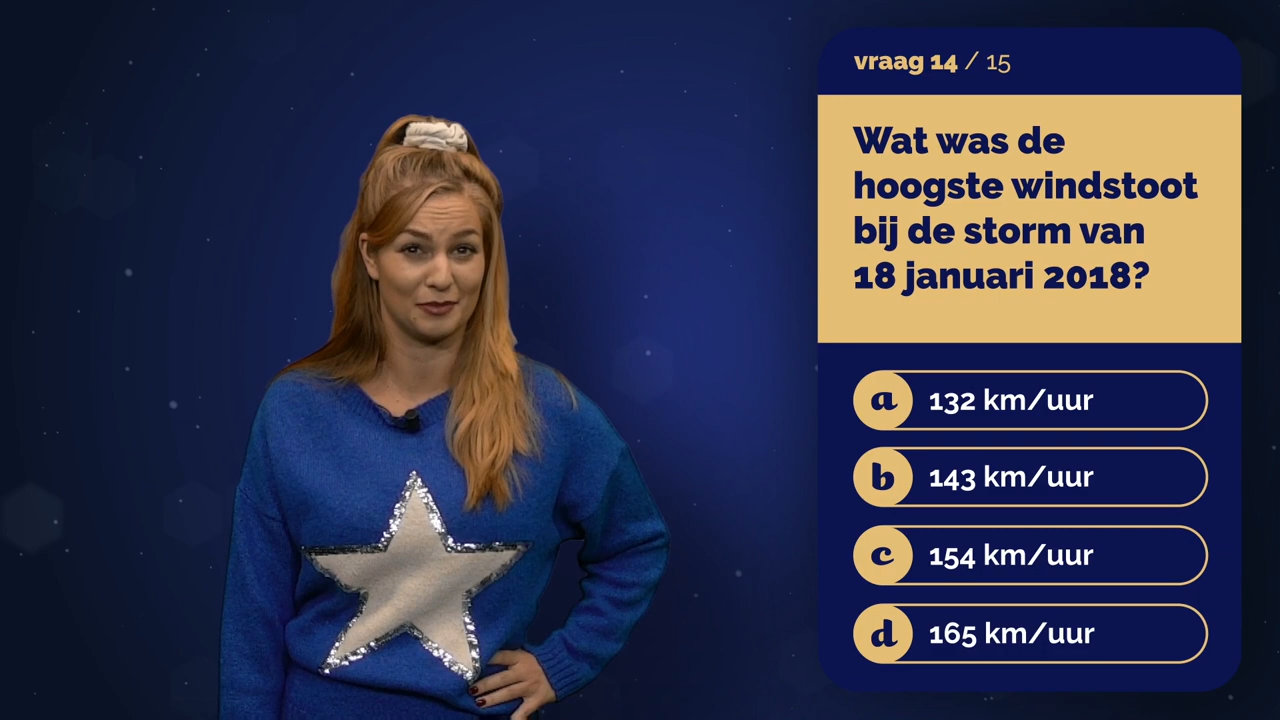 vraag 14 / 15
Wat was de
hoogste windstoot
bij de storm van
18 januari 2018?
a 132 km/uur
b 143 km/uur
c 154 km/uur
d 165 km/uur